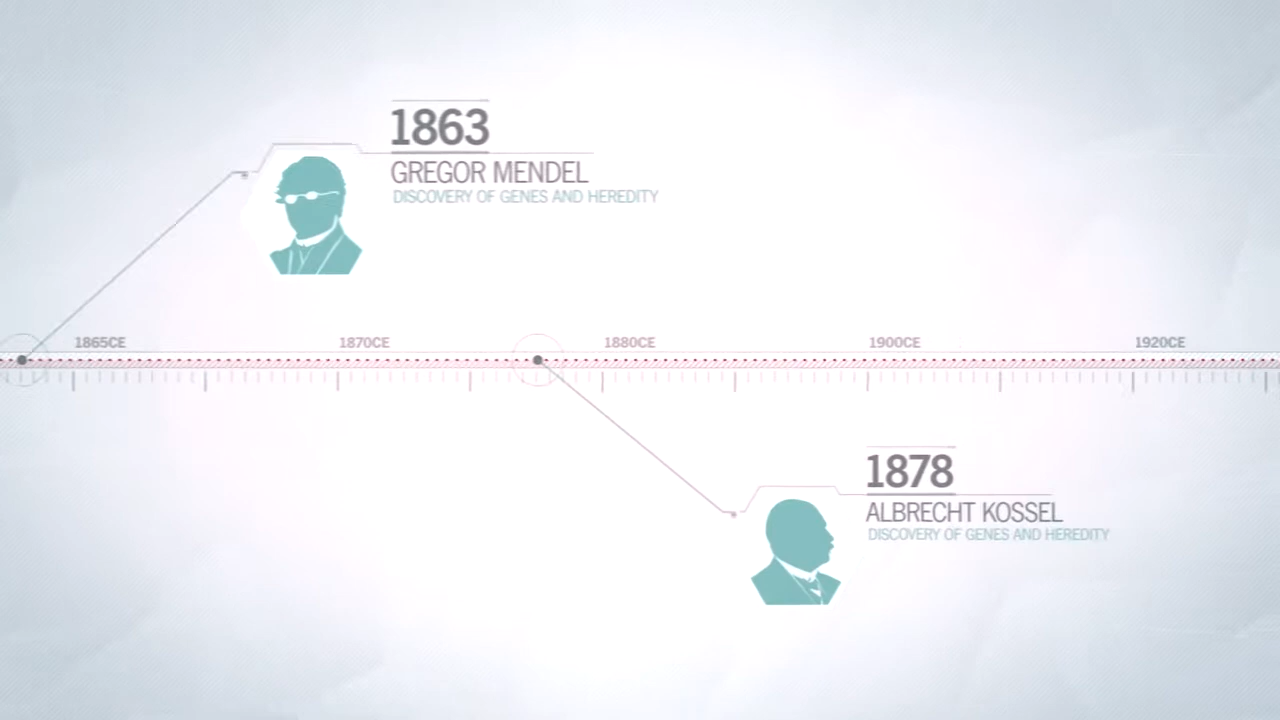 1863
GREGOR MENDEL
DISCOVERY OF GENES AND HEREDITY
1865CE
1870CE
1880CE
1900CE
1920CE
1878
ALBRECHT KOSSEL
DISCOVERY OF GENES AND HEREDITY